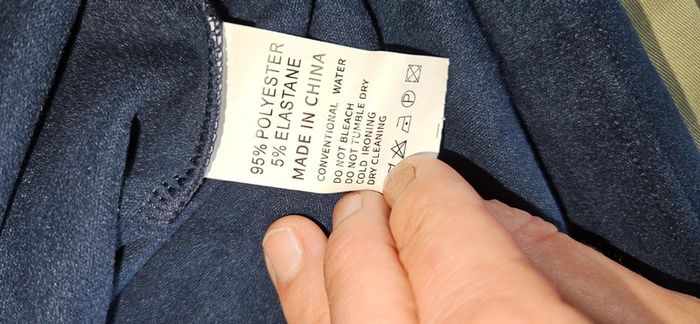 95% POLYESTER
5% ELASTANE
MADE IN CHINA
CONVENTIONAL WATER
DO NOT BLEACH
DO NOT TUMBLE DRY
COLD IRONING
DRY CLEANING
P